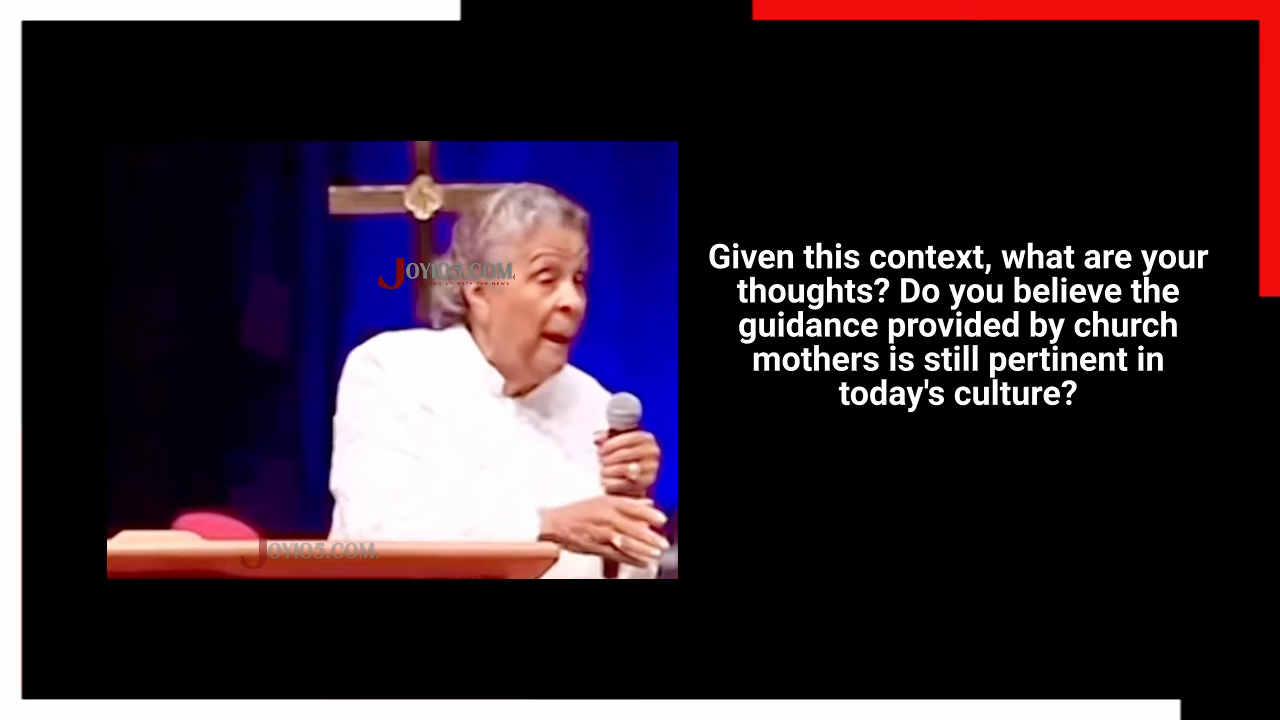 JOY105.COM
Given this context, what are your
thoughts? Do you believe the
guidance provided by church
mothers is still pertinent in
today's culture?
JOY105.COM